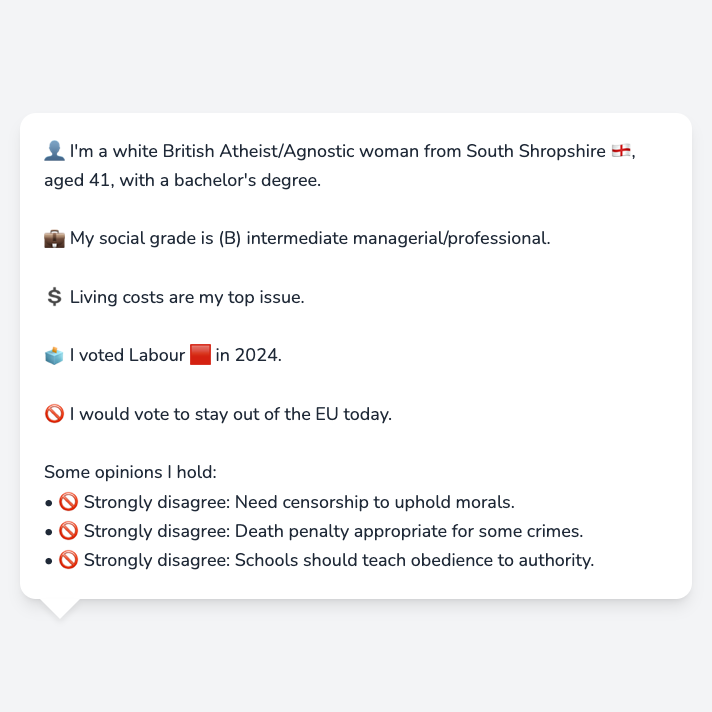 👤 I'm a white British Atheist/Agnostic woman from South Shropshire 🏴󠁧󠁢󠁥󠁮󠁧󠁿,
aged 41, with a bachelor's degree.
💼 My social grade is (B) intermediate managerial/professional.
💲 Living costs are my top issue.
🗳️ I voted Labour 🟥 in 2024.
🚫 I would vote to stay out of the EU today.
Some opinions I hold:
• 🚫 Strongly disagree: Need censorship to uphold morals.
• 🚫 Strongly disagree: Death penalty appropriate for some crimes.
• 🚫 Strongly disagree: Schools should teach obedience to authority.